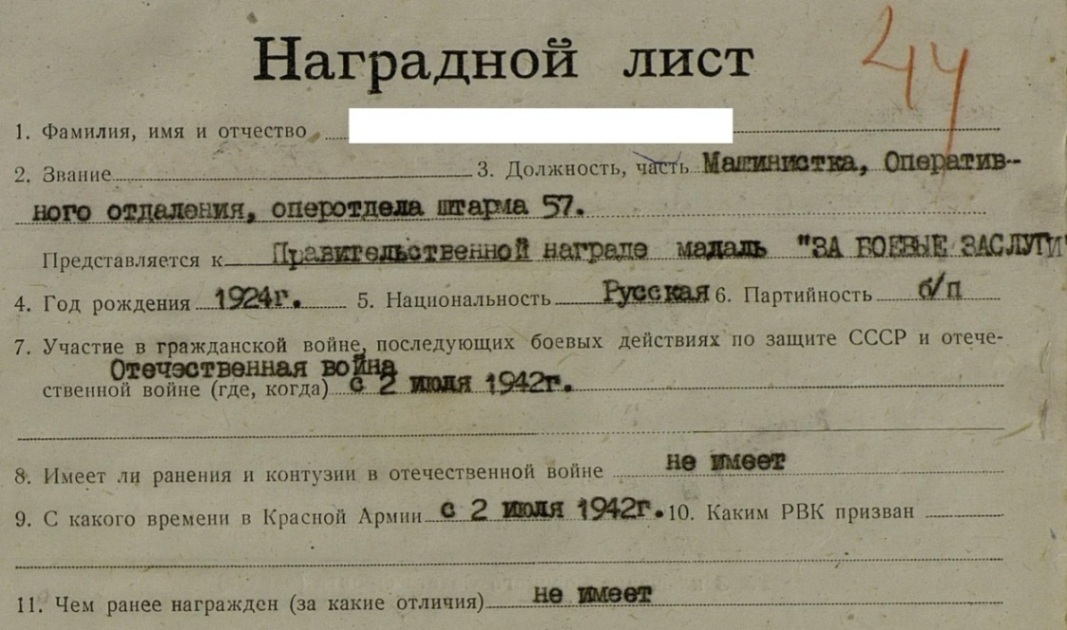 Наградной лист 44
1. Фамилия, имя и отчество
2. Звание 3. Должность, часть Машинистка, Оператив-
ного отдаления, оперотдела штарма 57.
Представляется к Правительственной награде мадаль "ЗА БОЕВЫЕ ЗАСЛУГИ"
4. Год рождения 1924г. 5. Национальность Русская 6. Партийность б/п
7. Участие в гражданской войне, последующих боевых действиях по защите СССР и отече-
Отечэственная война
ственной войне (где, когда) с 2 июля 1942г.
8. Имеет ли ранения и контузии в отечественной войне не имеет
9. С какого времени в Красной Армии с 2 июля 1942г. 10. Каким РВК призван
11. Чем ранее награжден (за какие отличия) не имеет